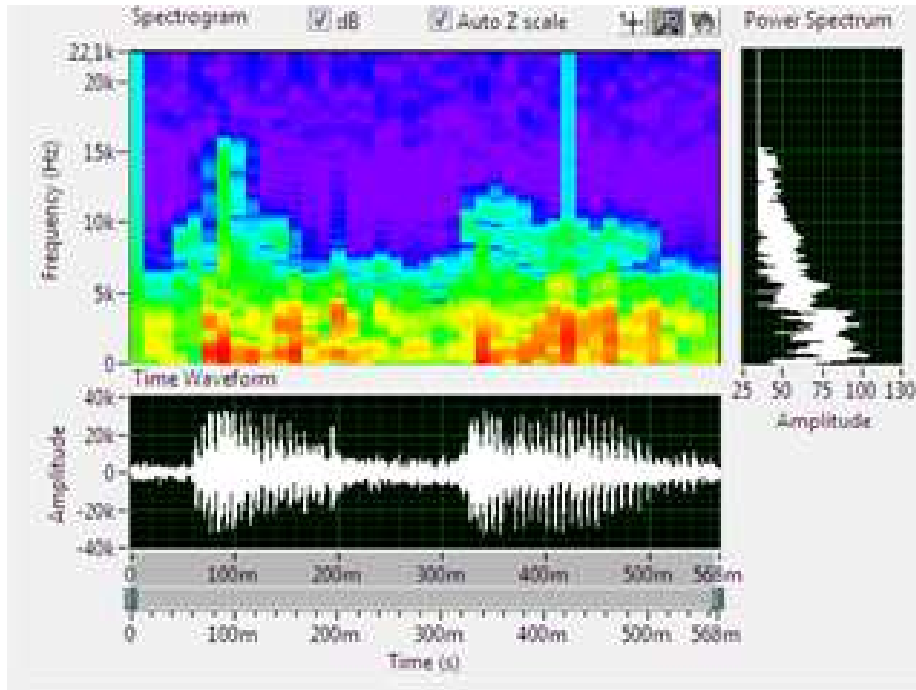 Spectrogram dB Auto Z scale Power Spectrum
22,1k
20k
15k
10k
5k
0
Frequency (Hz)
25 50 75 100 130
Amplitude
Time Waveform
40k
20k
0
-20k
-40k
Amplitude
0 100m 200m 300m 400m 500m 568m
0 100m 200m 300m 400m 500m 568m
Time (s)